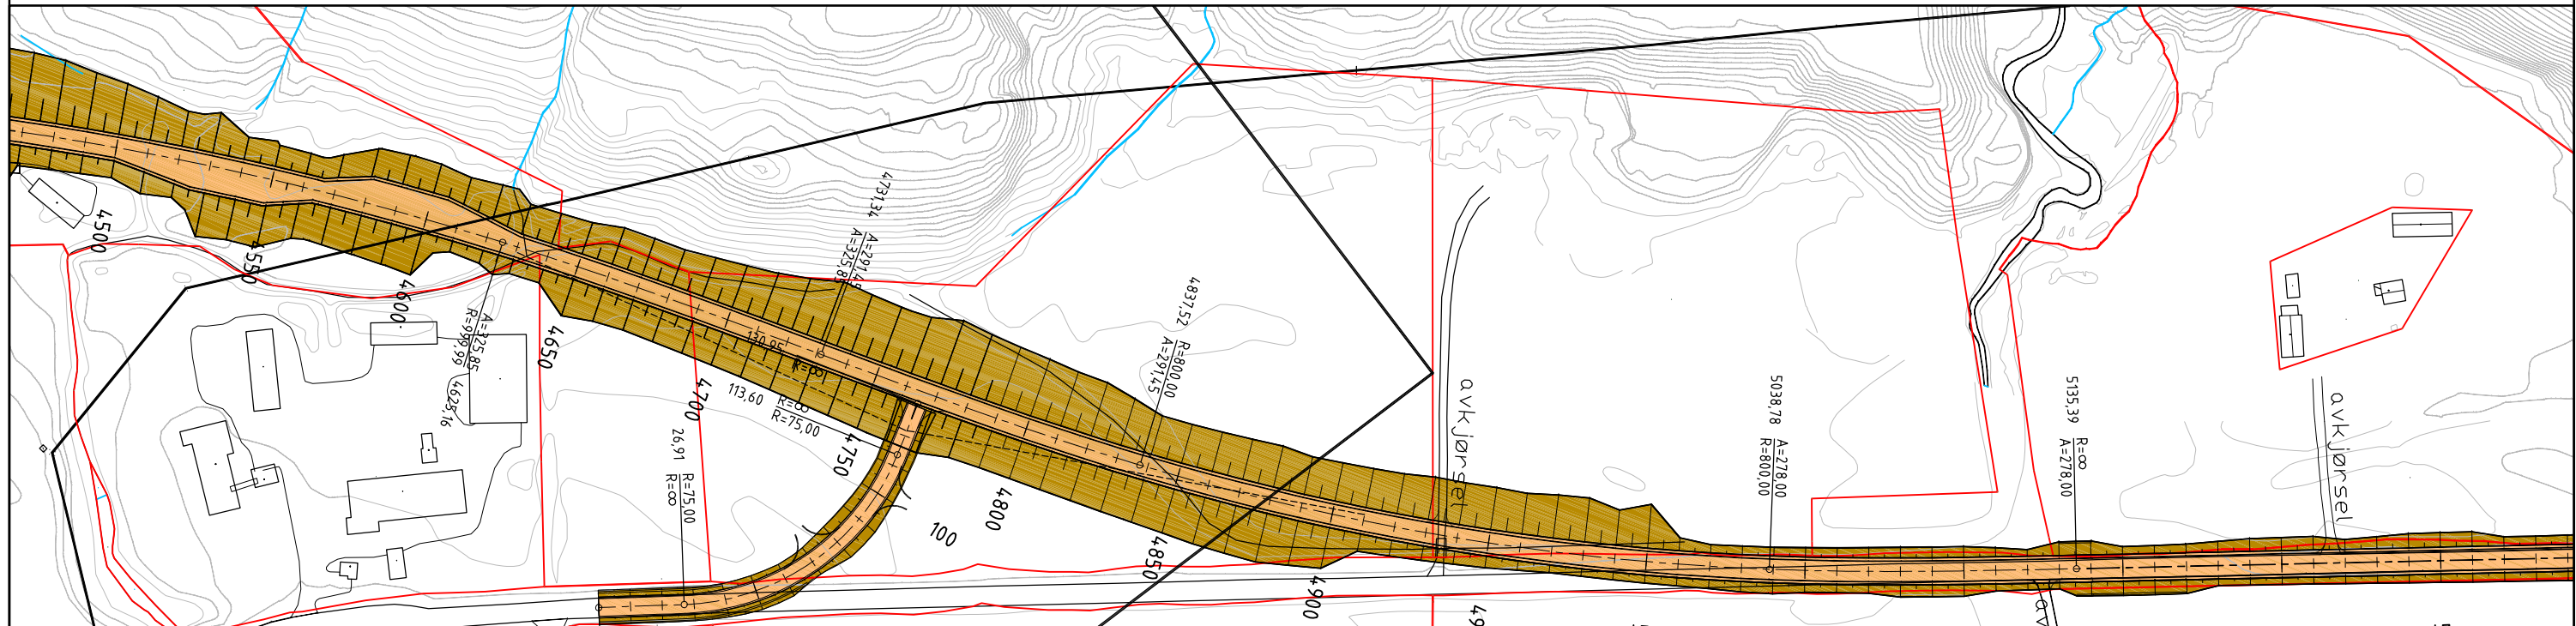 4500
4550
4600
A=325,85
R=999,99
4625,16
4650
4700
4731,34
A=291,45
A=325,85
130,95
R=∞
113,60
R=∞
R=75,00
26,91
R=75,00
R=∞
4750
100
4800
4837,52
R=800,00
A=291,45
4850
4900
avkjørsel
5038,78
A=278,00
R=800,00
5135,39
R=∞
A=278,00
avkjørsel